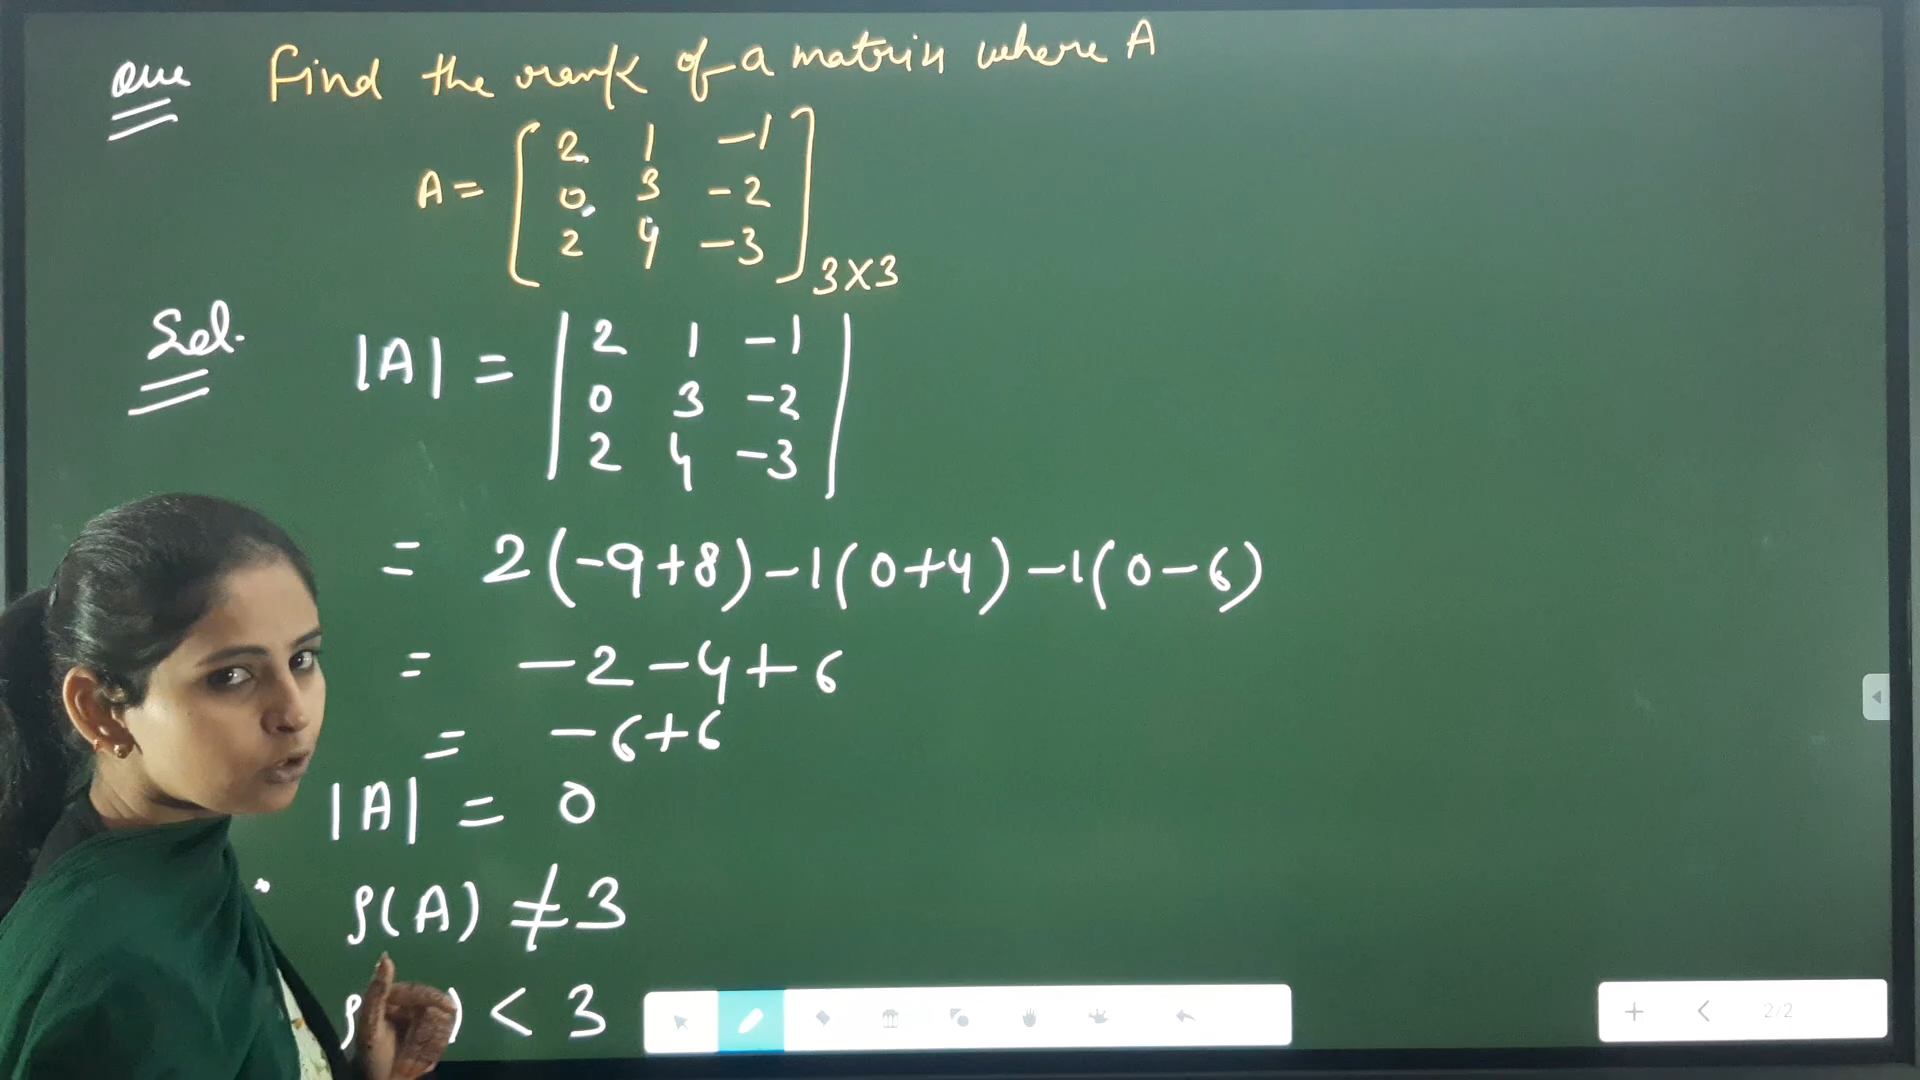 Que Find the rank of a matrix where A
A = [ 2 1 -1
0 3 -2
2 4 -3 ] 3×3
Sol. |A| = | 2 1 -1 |
0 3 -2
2 4 -3
= 2(-9+8)-1(0+4)-1(0-6)
= -2-4+6
= -6+6
|A| = 0
ρ(A) ≠ 3
ρ ) < 3
2/2